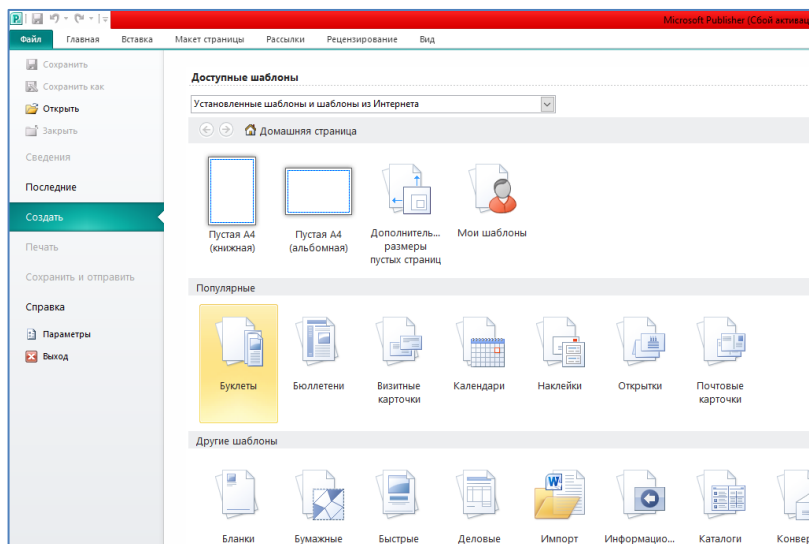 Microsoft Publisher (Сбой активац
Файл Главная Вставка Макет страницы Рассылки Рецензирование Вид
Сохранить
Сохранить как
Открыть
Закрыть
Сведения
Последние
Создать
Печать
Сохранить и отправить
Справка
Параметры
Выход
Доступные шаблоны
Установленные шаблоны и шаблоны из Интернета
Домашняя страница
Пустая A4
(книжная)
Пустая A4
(альбомная)
Дополнитель...
размеры
пустых страниц
Мои шаблоны
Популярные
Буклеты
Бюллетени
Визитные
карточки
Календари
Наклейки
Открытки
Почтовые
карточки
Другие шаблоны
Бланки
Бумажные
Быстрые
Деловые
Импорт
Информацио...
Каталоги
Конвер